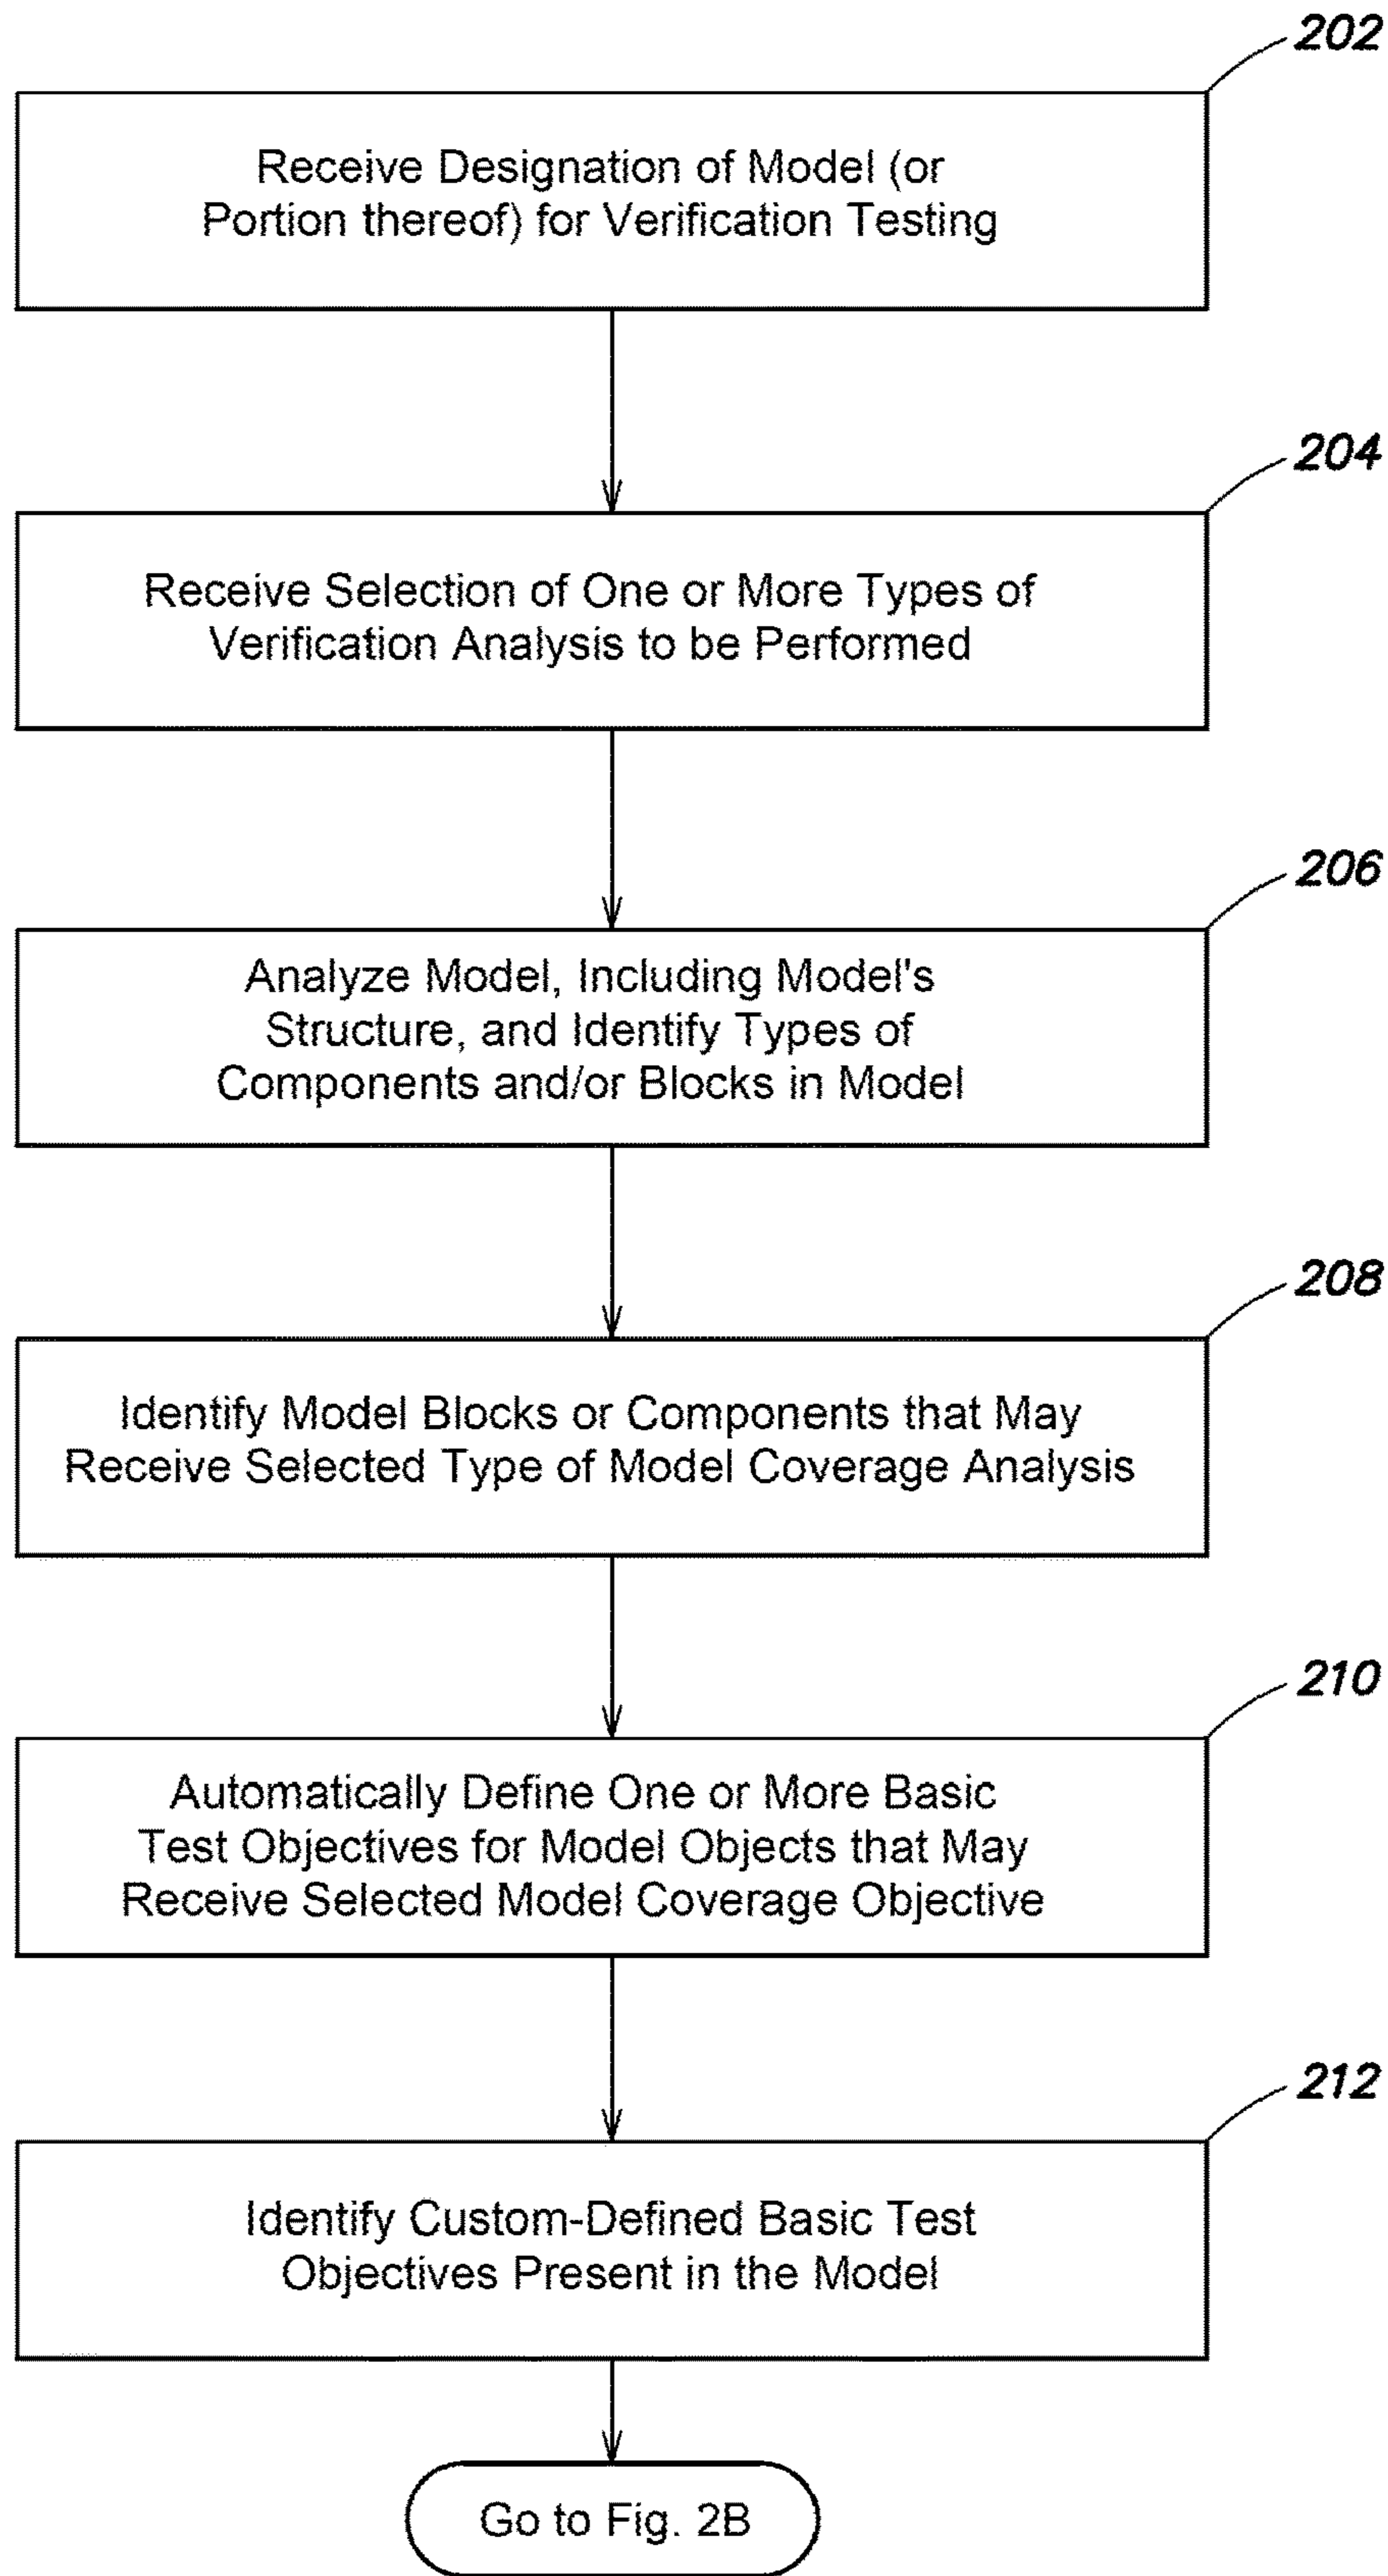 202
Receive Designation of Model (or
Portion thereof) for Verification Testing
204
Receive Selection of One or More Types of
Verification Analysis to be Performed
206
Analyze Model, Including Model's
Structure, and Identify Types of
Components and/or Blocks in Model
208
Identify Model Blocks or Components that May
Receive Selected Type of Model Coverage Analysis
210
Automatically Define One or More Basic
Test Objectives for Model Objects that May
Receive Selected Model Coverage Objective
212
Identify Custom-Defined Basic Test
Objectives Present in the Model
Go to Fig. 2B